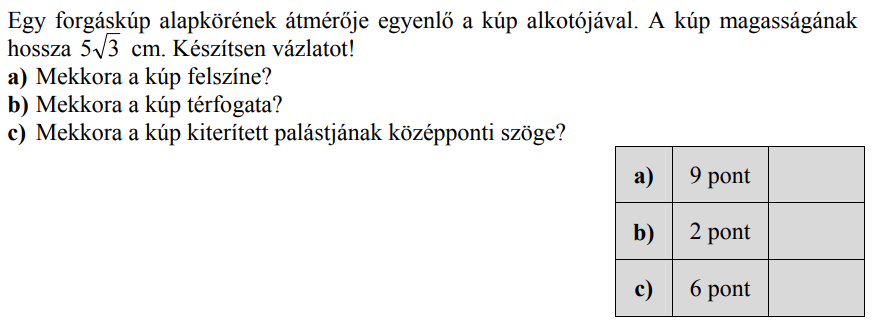 Egy forgáskúp alapkörének átmérője egyenlő a kúp alkotójával. A kúp magasságának
hossza 5√3 cm. Készítsen vázlatot!
a) Mekkora a kúp felszíne?
b) Mekkora a kúp térfogata?
c) Mekkora a kúp kiterített palástjának középponti szöge?
a) 9 pont
b) 2 pont
c) 6 pont